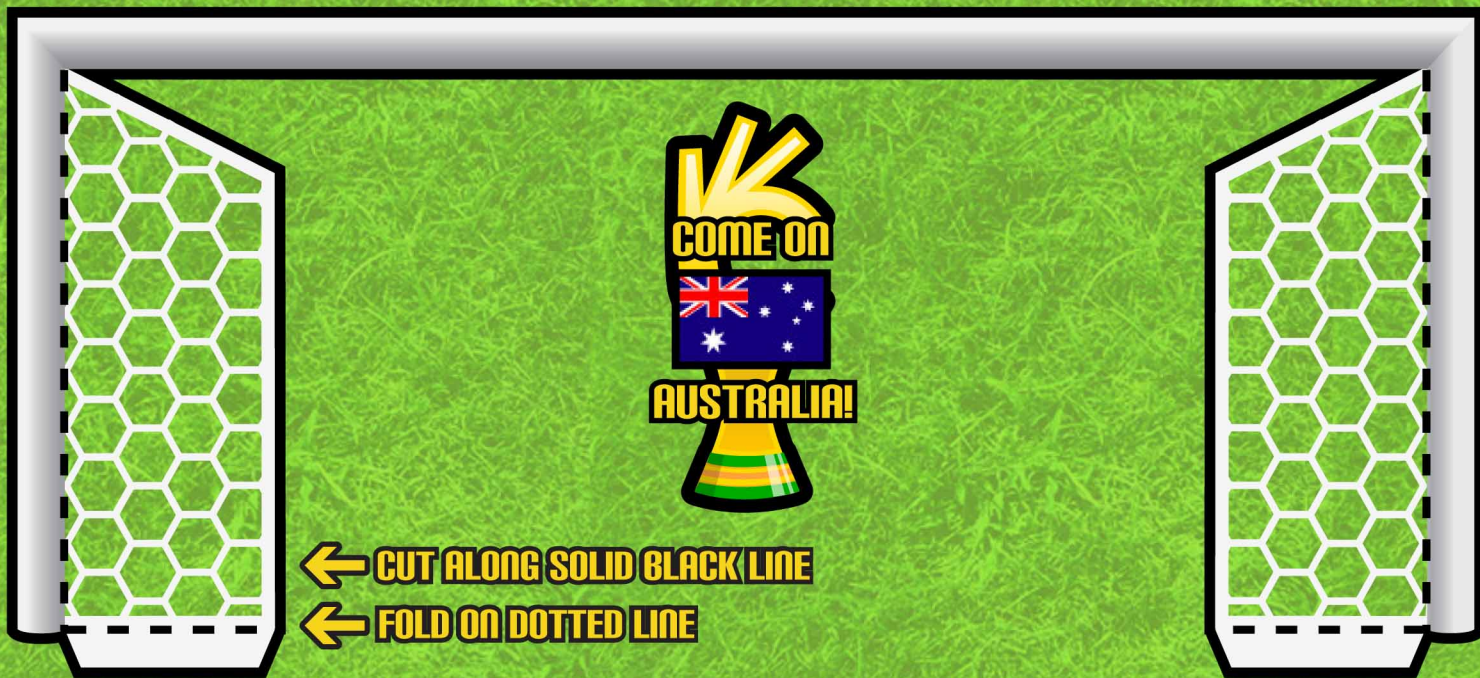 COME ON
AUSTRALIA!
CUT ALONG SOLID BLACK LINE
FOLD ON DOTTED LINE